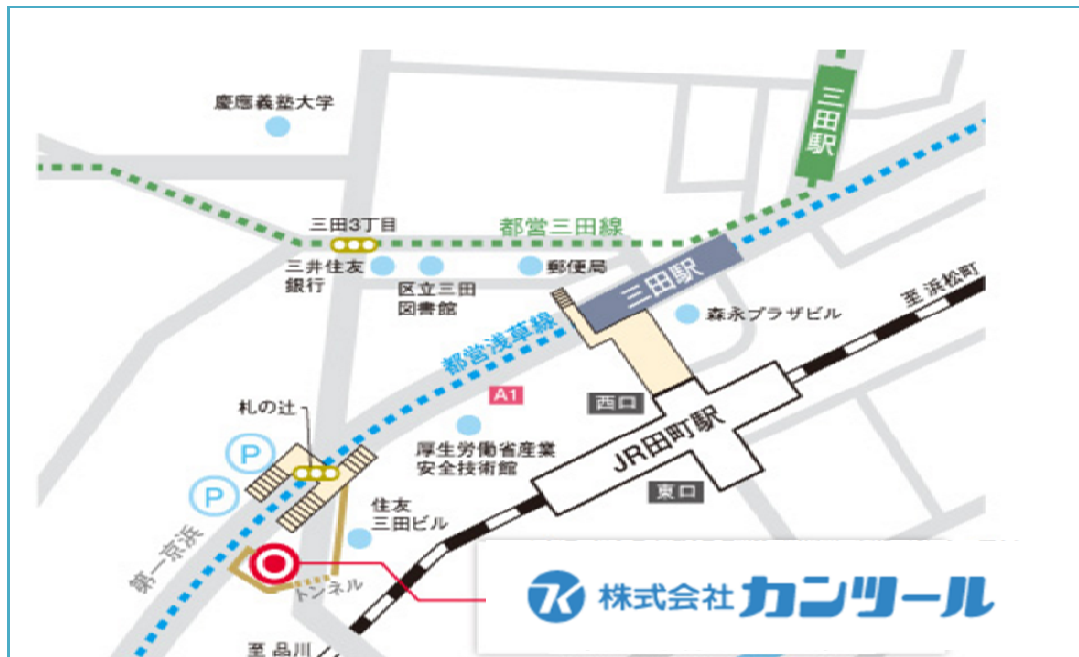 慶應義塾大学
三田駅
三田3丁目
都営三田線
三井住友
銀行
区立三田
図書館
郵便局
三田駅
至 浜松町
森永プラザビル
都営浅草線
A1
西口
札の辻
厚生労働省産業
安全技術館
JR田町駅
P
P
東口
住友
三田ビル
第一京浜
トンネル
株式会社カンツール
至 品川